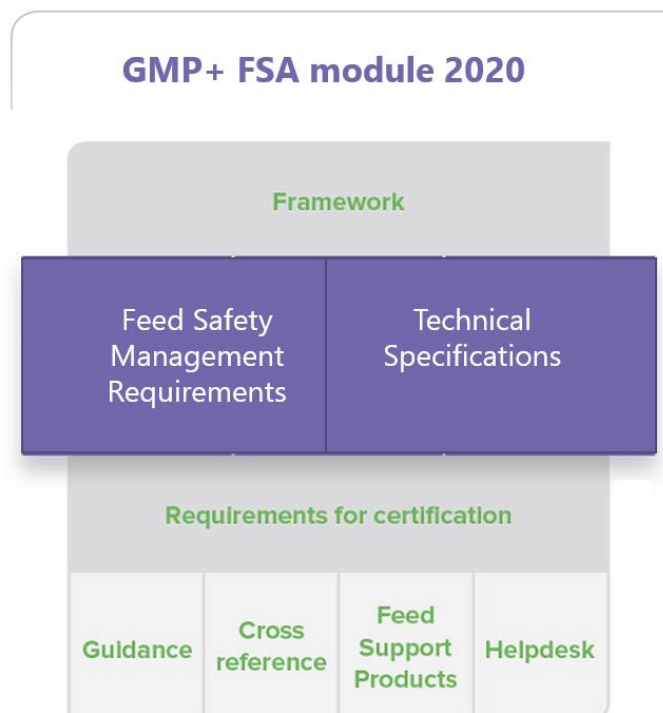 GMP+ FSA module 2020
Framework
Feed Safety
Management
Requirements
Technical
Specifications
Requirements for certification
Guidance
Cross
reference
Feed
Support
Products
Helpdesk